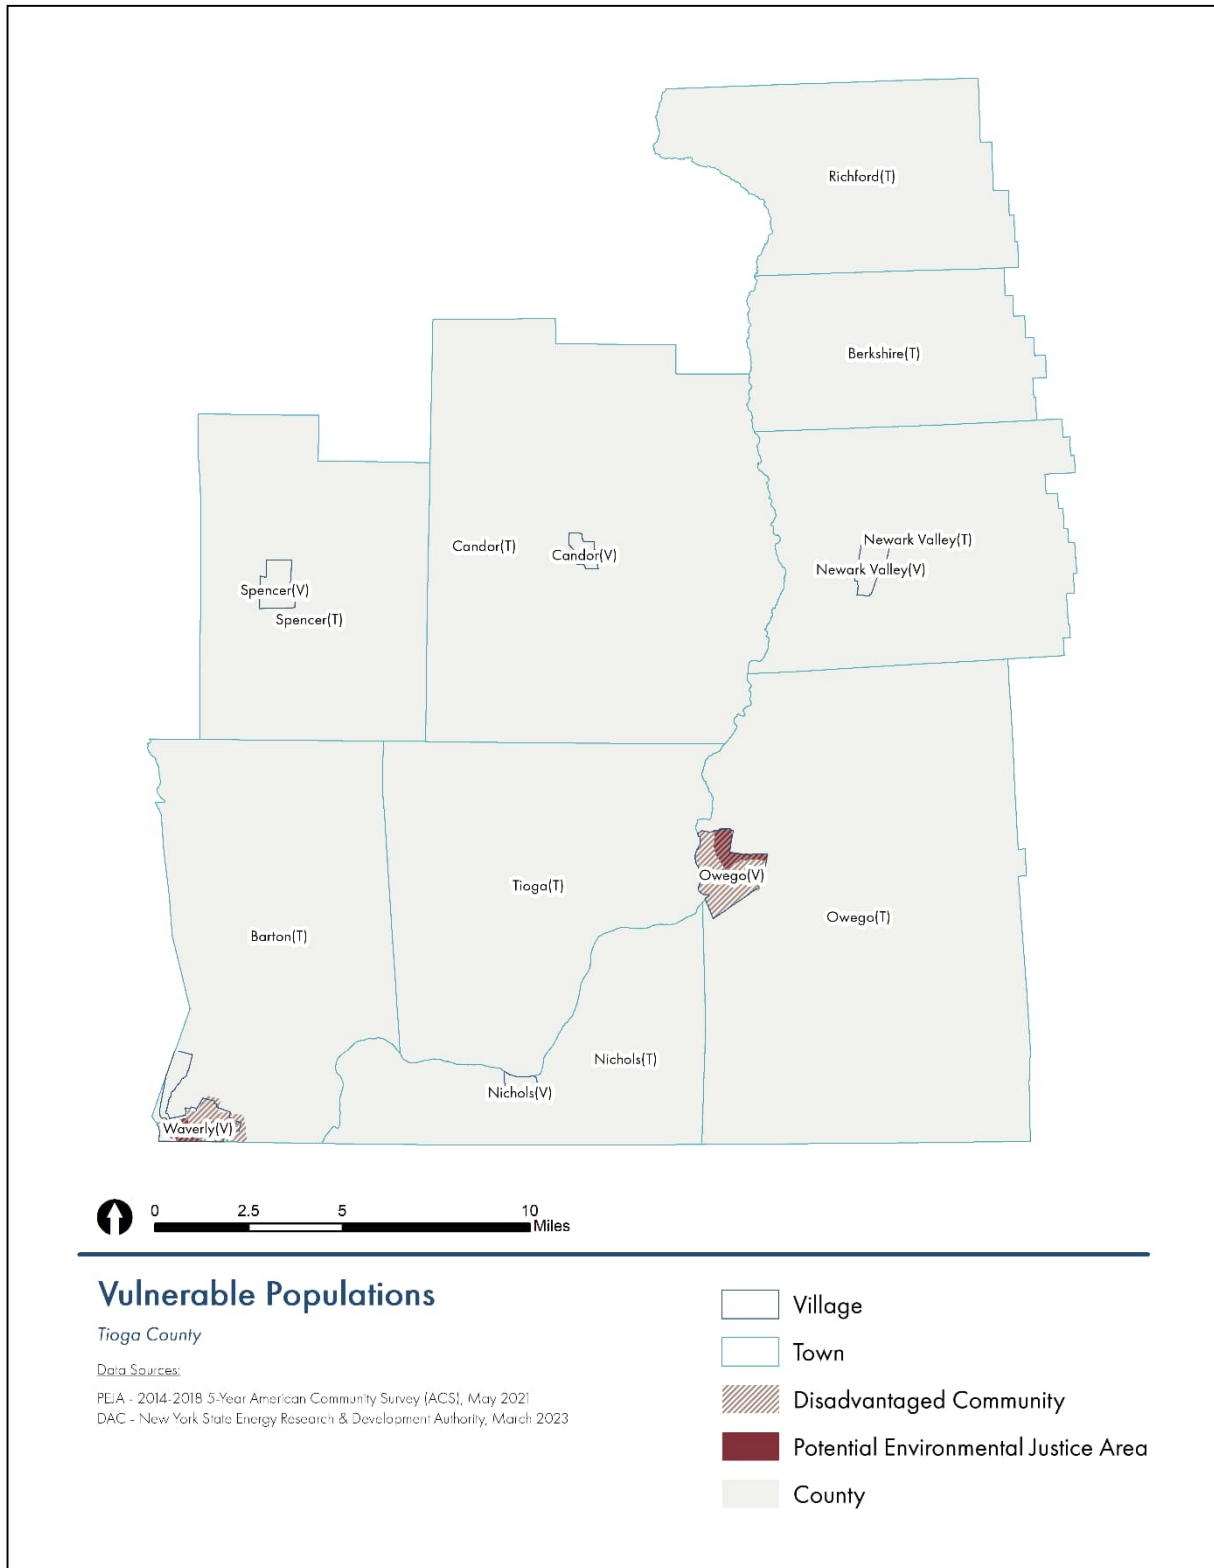 Richford(T)
Berkshire(T)
Newark Valley(T)
Candor(T)
Candor(V)
Newark Valley(V)
Spencer(V)
Spencer(T)
Owego(V)
Tioga(T)
Owego(T)
Barton(T)
Nichols(T)
Nichols(V)
Waverly(V)
0 2.5 5 10
Miles
Vulnerable Populations
Tioga County
Data Sources:
PEJA - 2014-2018 5-Year American Community Survey (ACS), May 2021
DAC - New York State Energy Research & Development Authority, March 2023
Village
Town
Disadvantaged Community
Potential Environmental Justice Area
County